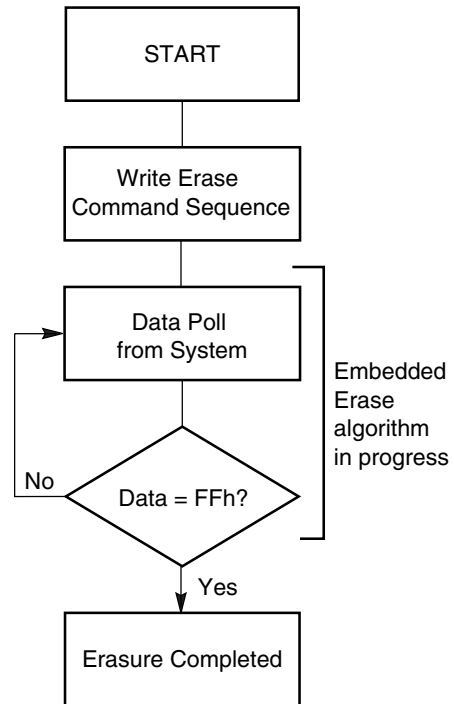 START
Write Erase
Command Sequence
Data Poll
from System
Embedded
Erase
algorithm
in progress
No
Data = FFh?
Yes
Erasure Completed